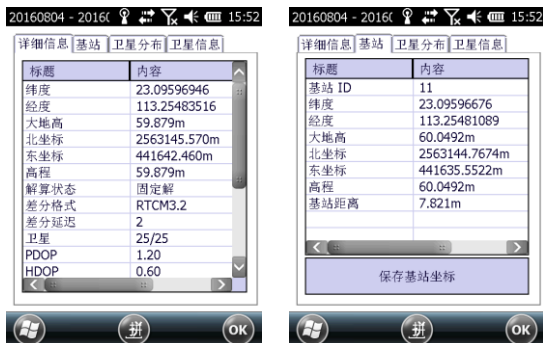 20160804 - 2016( 15:52
详细信息 基站 卫星分布 卫星信息
标题 内容
纬度 23.09596946
经度 113.25483516
大地高 59.879m
北坐标 2563145.570m
东坐标 441642.460m
高程 59.879m
解算状态 固定解
差分格式 RTCM3.2
差分延迟 2
卫星 25/25
PDOP 1.20
HDOP 0.60
拼 OK
20160804 - 2016( 15:52
详细信息 基站 卫星分布 卫星信息
标题 内容
基站 ID 11
纬度 23.09596676
经度 113.25481089
大地高 60.0492m
北坐标 2563144.7674m
东坐标 441635.5522m
高程 60.0492m
基站距离 7.821m
保存基站坐标
拼 OK